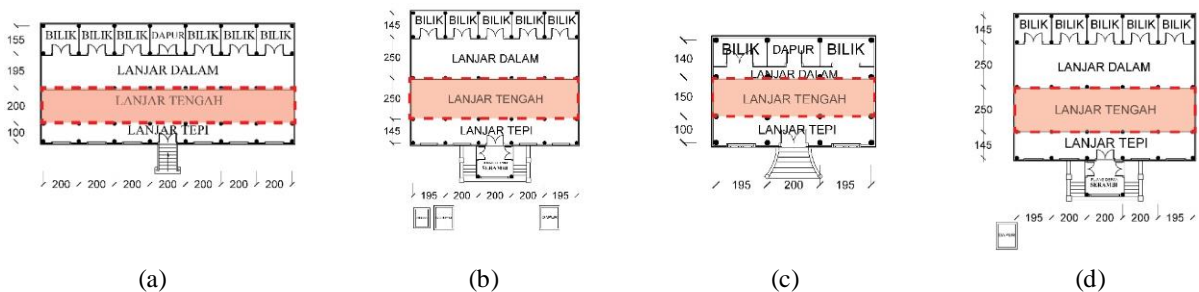 BILIK BILIK BILIK DAPUR BILIK BILIK BILIK
155
195
200
100
LANJAR DALAM
LANJAR TENGAH
LANJAR TEPI
200 200 200 200 200 200 200
(a)
BILIK BILIK BILIK BILIK BILIK
145
250
250
145
LANJAR DALAM
LANJAR TENGAH
LANJAR TEPI
SERAMBI
195 200 200 200 195
DAPUR
(b)
BILIK DAPUR BILIK
140
150
100
LANJAR DALAM
LANJAR TENGAH
LANJAR TEPI
195 200 195
(c)
BILIK BILIK BILIK BILIK BILIK
145
250
250
145
LANJAR DALAM
LANJAR TENGAH
LANJAR TEPI
SERAMBI
195 200 200 200 195
DAPUR
(d)